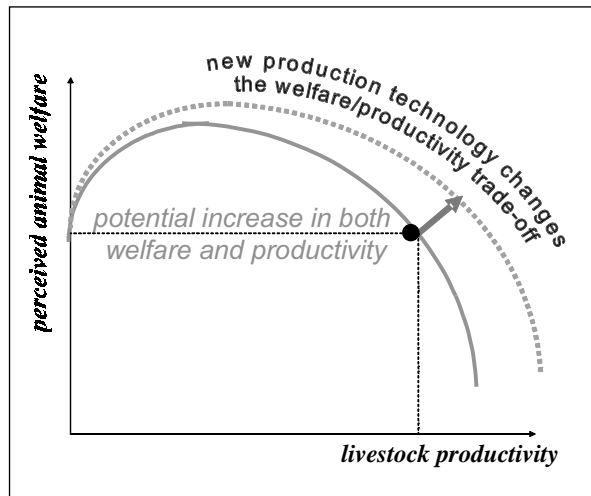 new production technology changes
the welfare/productivity trade-off
perceived animal welfare
potential increase in both
welfare and productivity
livestock productivity